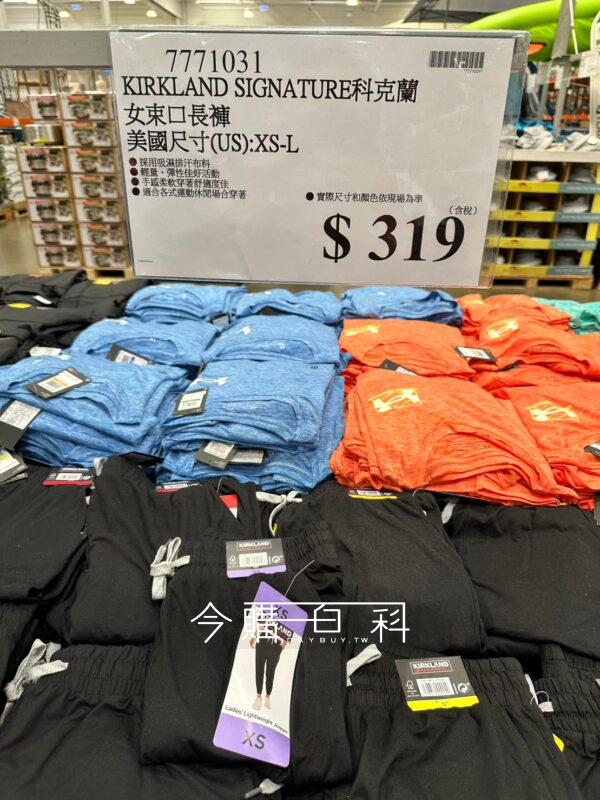 7771031
KIRKLAND SIGNATURE科克蘭
女束口長褲
美國尺寸(US):XS-L
採用吸濕排汗布料
輕量、彈性佳好活動
手感柔軟穿著舒適度佳
適合各式運動休閒場合穿著
實際尺寸和顏色依現場為準
(含稅)
$ 319
KIRKLAND
XS
今購百科
Ladies' Lightweight Jogger
XS
KIRKLAND
S